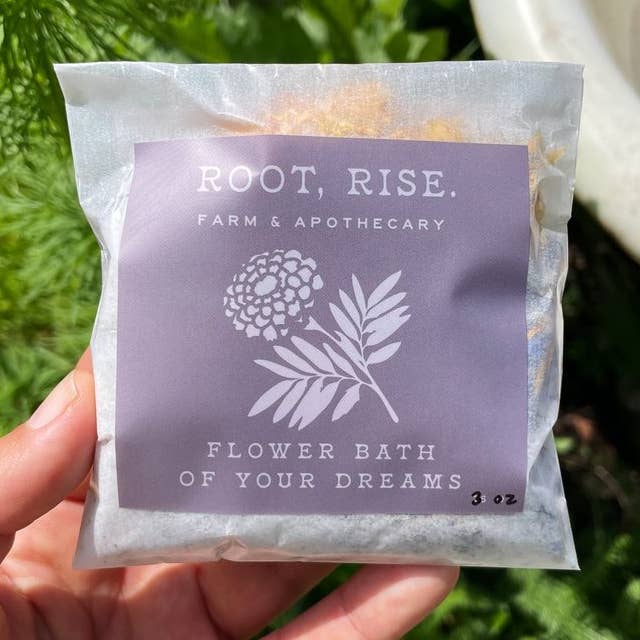 ROOT, RISE.
FARM & APOTHECARY
FLOWER BATH
OF YOUR DREAMS
3 oz